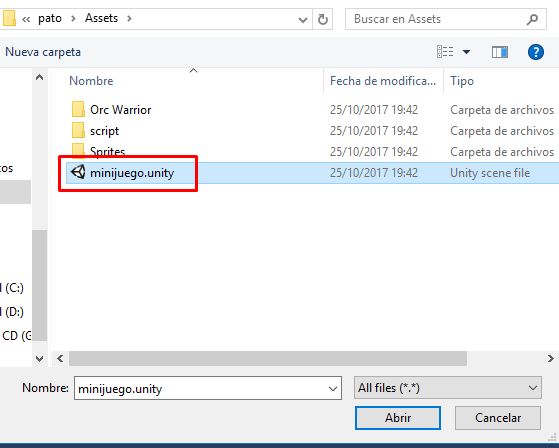 « pato > Assets >
Buscar en Assets
Nueva carpeta
Nombre Fecha de modifica... Tipo
Orc Warrior 25/10/2017 19:42 Carpeta de archivos
script 25/10/2017 19:42 Carpeta de archivos
Sprites 25/10/2017 19:42 Carpeta de archivos
minijuego.unity 25/10/2017 19:42 Unity scene file
(C:)
(D:)
CD (G
Nombre: minijuego.unity All files (*.*)
Abrir Cancelar